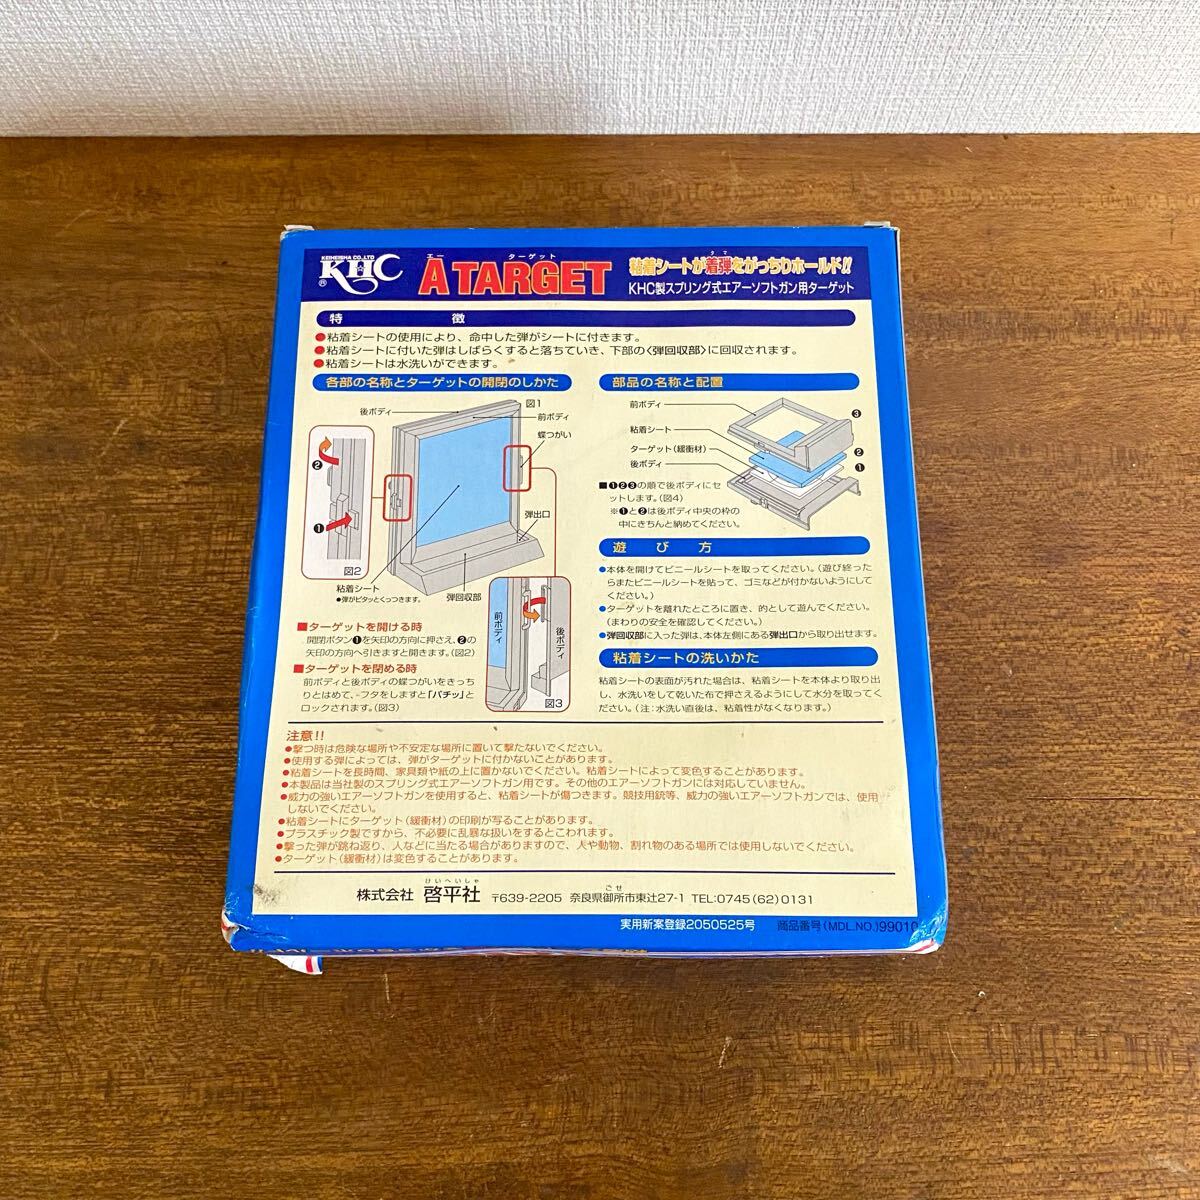 KEIHEISHA CO.,LTD
KHC
®
エー ターゲット
A TARGET
粘着シートが着弾をがっちりホールド!!
タマ
KHC製スプリング式エアーソフトガン用ターゲット
特 徴
●粘着シートの使用により、命中した弾がシートに付きます。
●粘着シートに付いた弾はしばらくすると落ちていき、下部の〈弾回収部〉に回収されます。
●粘着シートは水洗いができます。
各部の名称とターゲットの開閉のしかた
図1
後ボディ
前ボディ
蝶つがい
弾出口
❷
❶
図2
粘着シート
●弾がピタッとくっつきます。
弾回収部
前ボディ
後ボディ
図3
■ターゲットを開ける時
開閉ボタン❶を矢印の方向に押さえ、❷の
矢印の方向へ引きますと開きます。(図2)
■ターゲットを閉める時
前ボディと後ボディの蝶つがいをきっち
りとはめて、フタをしますと「パチッ」と
ロックされます。(図3)
部品の名称と配置
前ボディ
❸
粘着シート
ターゲット(緩衝材)
❷
後ボディ
❶
■❶❷❸の順で後ボディにセ
ットします。(図4)
※❶と❷は後ボディ中央の枠の
中にきちんと納めてください。
遊 び 方
●本体を開けてビニールシートを取ってください。(遊び終った
らまたビニールシートを貼って、ゴミなどが付かないようにして
ください。)
●ターゲットを離れたところに置き、的として遊んでください。
(まわりの安全を確認してください。)
●弾回収部に入った弾は、本体左側にある弾出口から取り出せます。
粘着シートの洗いかた
粘着シートの表面が汚れた場合は、粘着シートを本体より取り出
し、水洗いをして乾いた布で押さえるようにして水分を取ってく
ださい。(注:水洗い直後は、粘着性がなくなります。)
注意!!
●撃つ時は危険な場所や不安定な場所に置いて撃たないでください。
●使用する弾によっては、弾がターゲットに付かないことがあります。
●粘着シートを長時間、家具類や紙の上に置かないでください。粘着シートによって変色することがあります。
●本製品は当社製のスプリング式エアーソフトガン用です。その他のエアーソフトガンには対応していません。
●威力の強いエアーソフトガンを使用すると、粘着シートが傷つきます。競技用銃等、威力の強いエアーソフトガンでは、使用
しないでください。
●粘着シートにターゲット(緩衝材)の印刷が写ることがあります。
●プラスチック製ですから、不必要に乱暴な扱いをするとこわれます。
●撃った弾が跳ね返り、人などに当たる場合がありますので、人や動物、割れ物のある場所では使用しないでください。
●ターゲット(緩衝材)は変色することがあります。
けいへいしゃ
ごせ
株式会社 啓平社 〒639-2205 奈良県御所市東辻27-1 TEL:0745(62)0131
実用新案登録2050525号 商品番号(MDL.NO.)99010